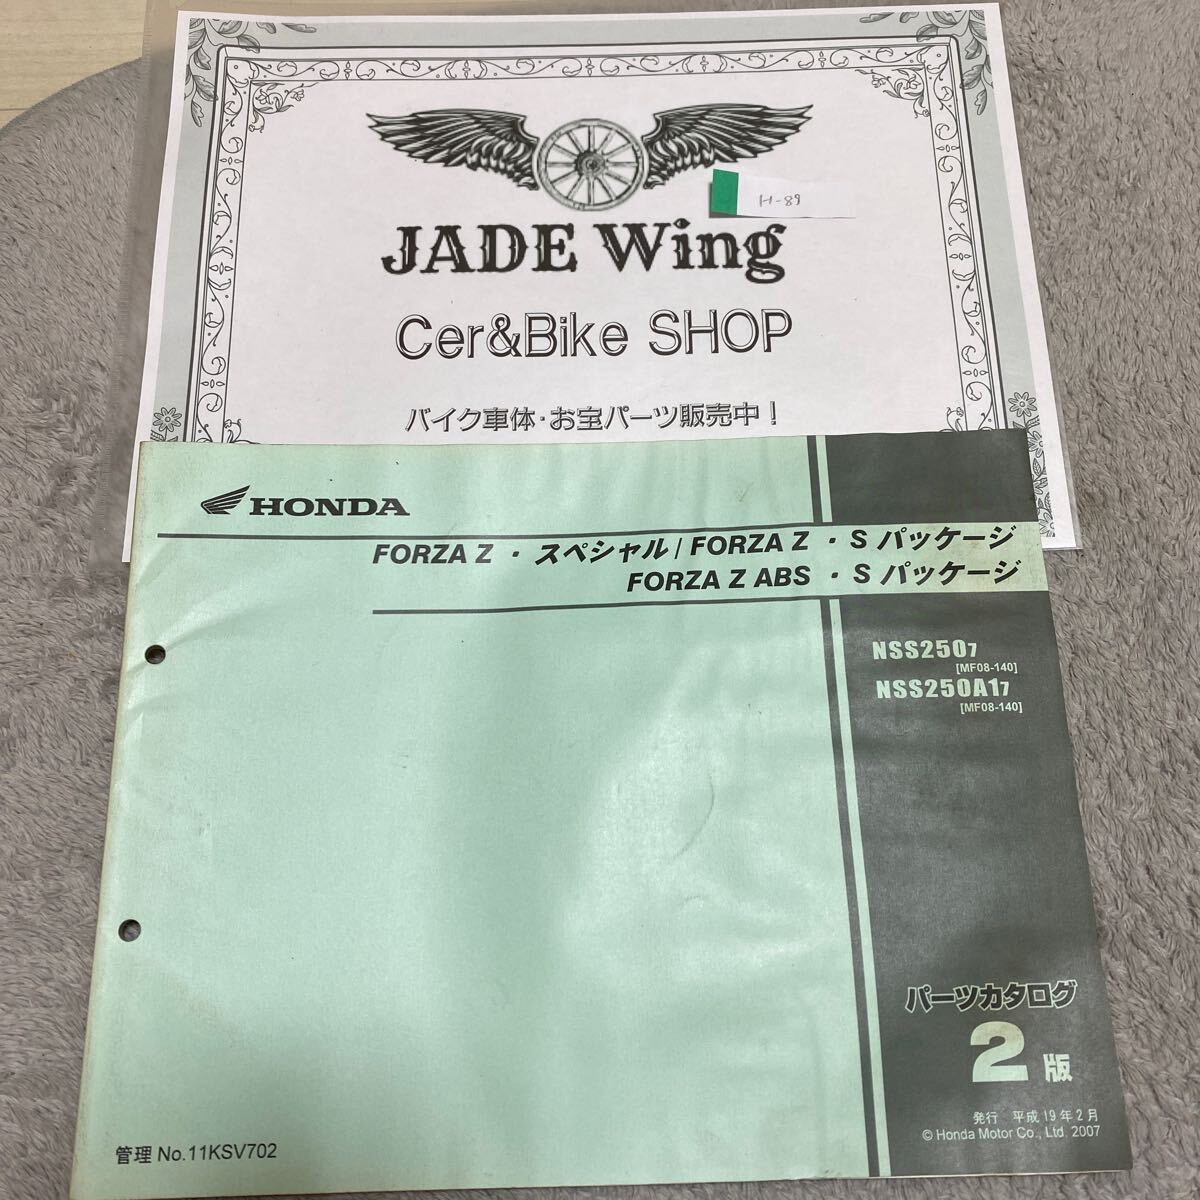 H-89
JADE Wing
Cer&Bike SHOP
バイク車体・お宝パーツ販売中!
HONDA
FORZA Z ・ スペシャル / FORZA Z ・ S パッケージ
FORZA Z ABS ・ S パッケージ
NSS2507
[MF08-140]
NSS250A17
[MF08-140]
パーツカタログ
2 版
発行 平成19年2月
© Honda Motor Co., Ltd. 2007
管理 No.11KSV702